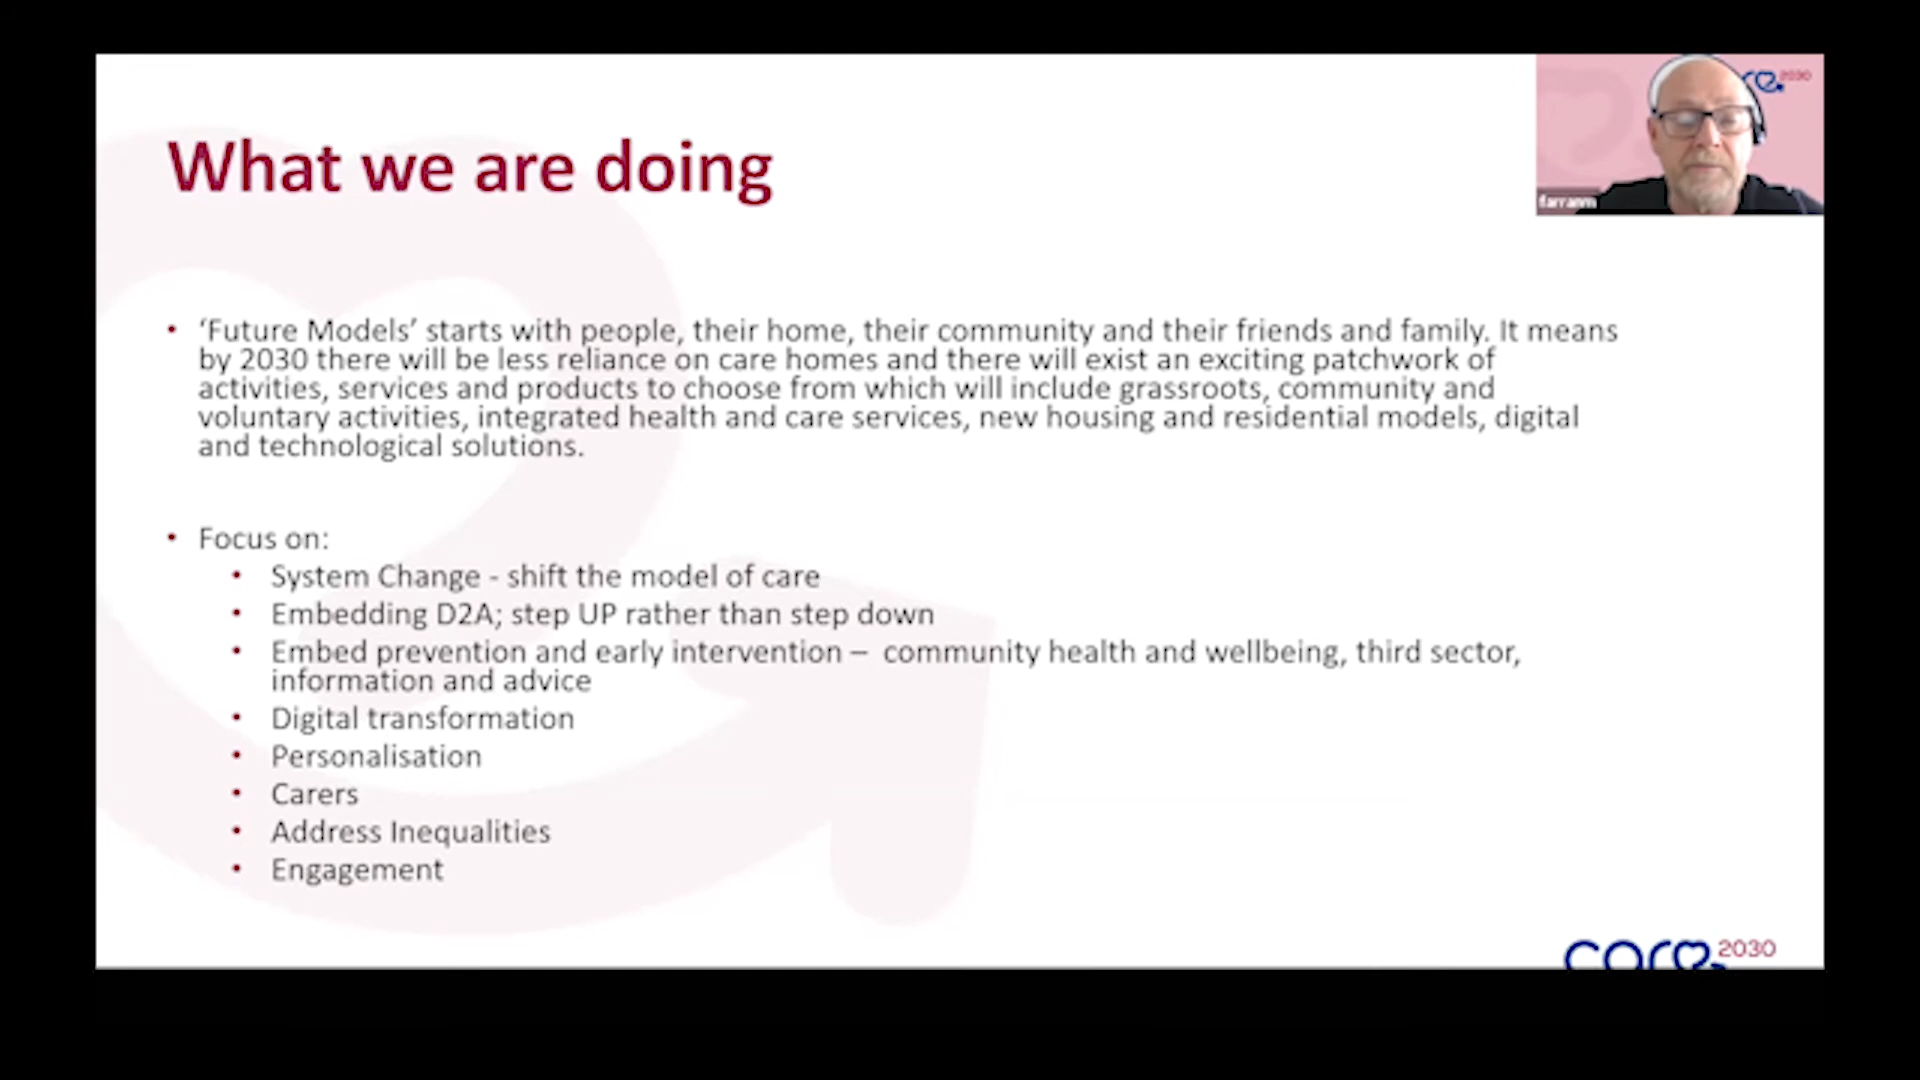 What we are doing
2030
farranm
• ‘Future Models’ starts with people, their home, their community and their friends and family. It means
by 2030 there will be less reliance on care homes and there will exist an exciting patchwork of
activities, services and products to choose from which will include grassroots, community and
voluntary activities, integrated health and care services, new housing and residential models, digital
and technological solutions.
• Focus on:
• System Change - shift the model of care
• Embedding D2A; step UP rather than step down
• Embed prevention and early intervention –  community health and wellbeing, third sector,
information and advice
• Digital transformation
• Personalisation
• Carers
• Address Inequalities
• Engagement
care 2030